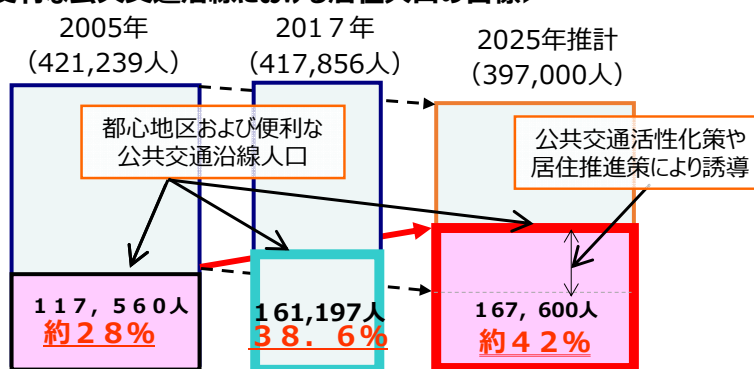 2005年
（421,239人）
2017年
（417,856人）
2025年推計
（397,000人）
都心地区および便利な
公共交通沿線人口
公共交通活性化策や
居住推進策により誘導
１１７，５６０人
約２８％
161,197人
３８．６％
１６７，６００人
約４２％